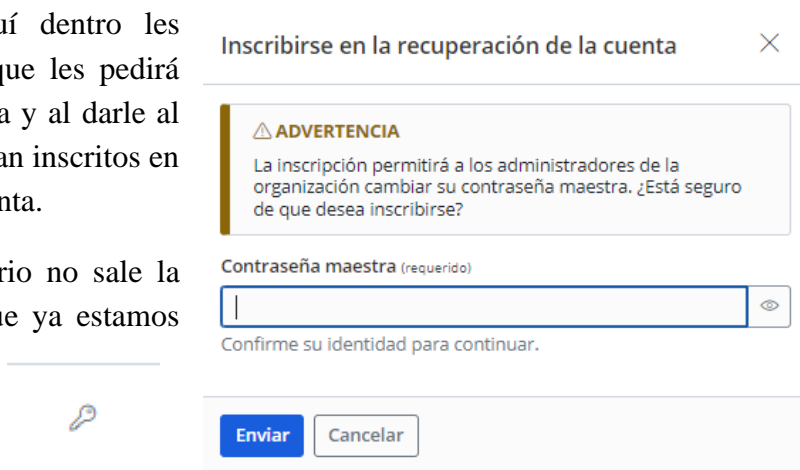 uí dentro les
que les pedirá
a y al darle al
an inscritos en
nta.
rio no sale la
ue ya estamos
Inscribirse en la recuperación de la cuenta
ADVERTENCIA
La inscripción permitirá a los administradores de la
organización cambiar su contraseña maestra. ¿Está seguro
de que desea inscribirse?
Contraseña maestra (requerido)
Confirme su identidad para continuar.
Enviar
Cancelar